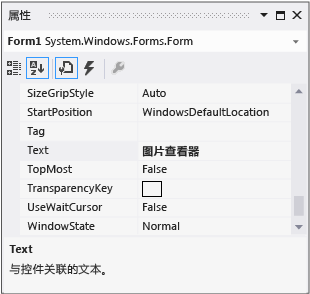 属性
Form1 System.Windows.Forms.Form
SizeGripStyle Auto
StartPosition WindowsDefaultLocation
Tag
Text 图片查看器
TopMost False
TransparencyKey
UseWaitCursor False
WindowState Normal
Text
与控件关联的文本。